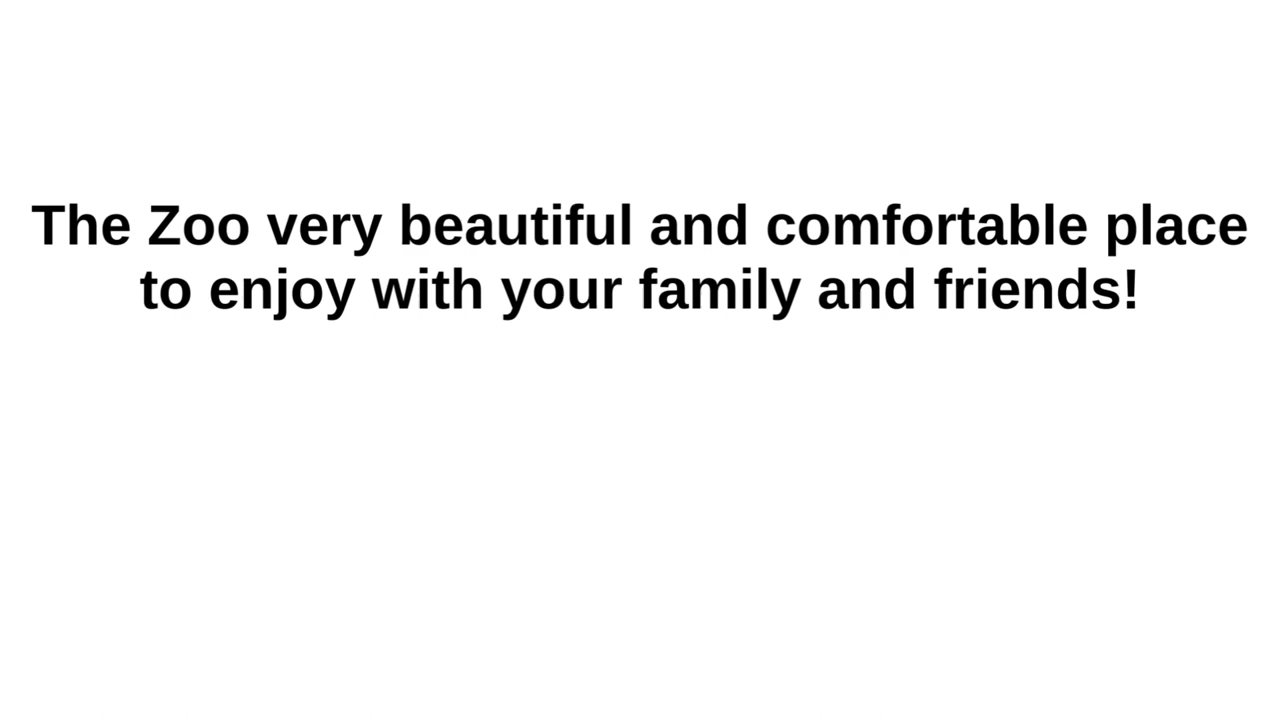 The Zoo very beautiful and comfortable place
to enjoy with your family and friends!